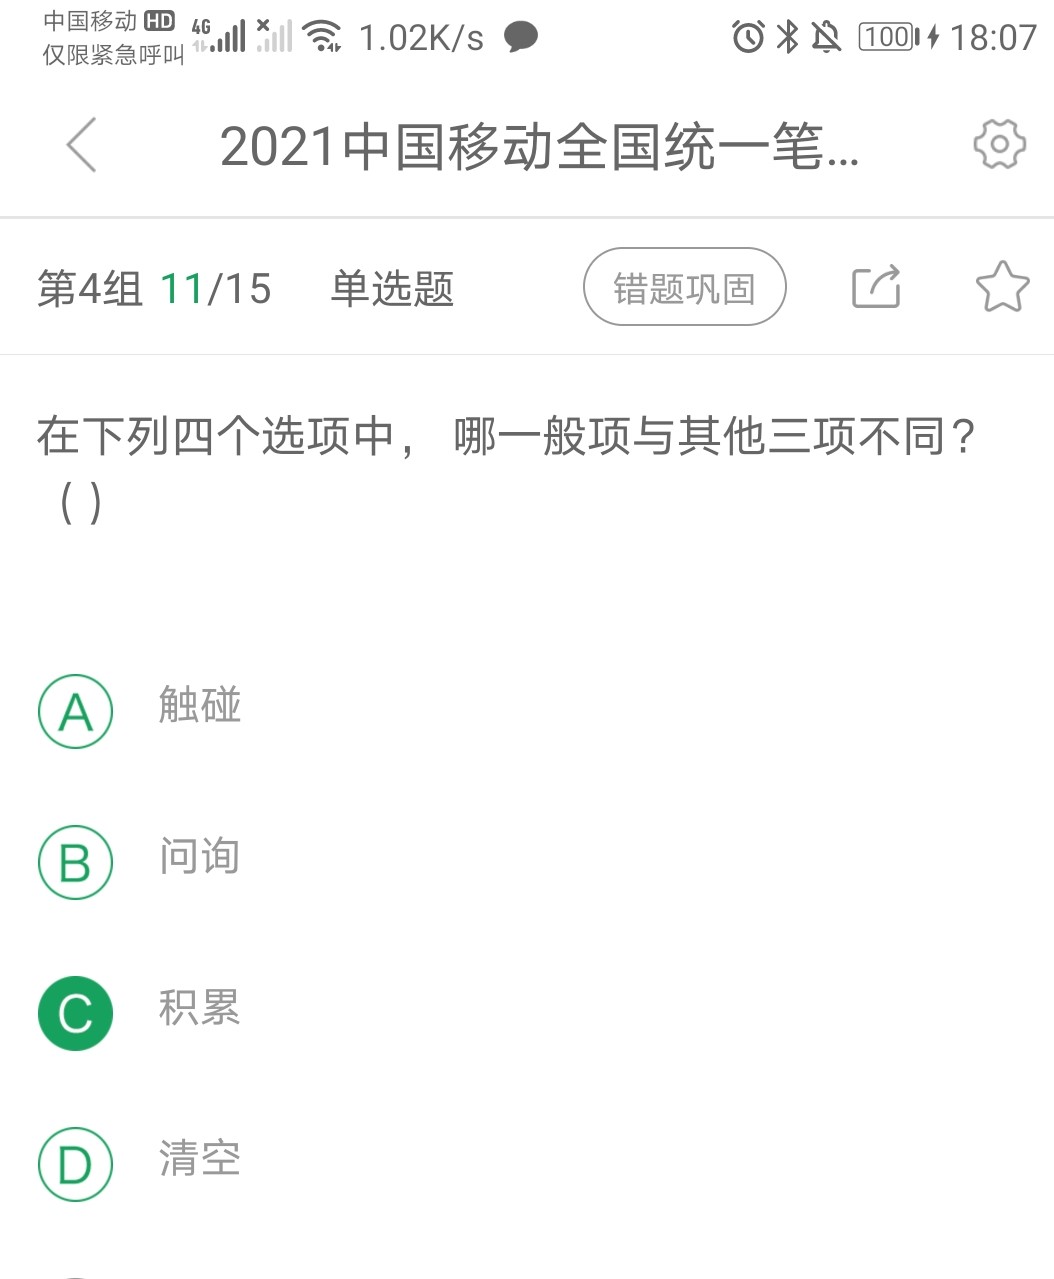 中国移动 HD 4G 1.02K/s 100 18:07
仅限紧急呼叫
2021中国移动全国统一笔...
第4组 11/15 单选题 错题巩固
在下列四个选项中， 哪一般项与其他三项不同？
( )
A 触碰
B 问询
C 积累
D 清空